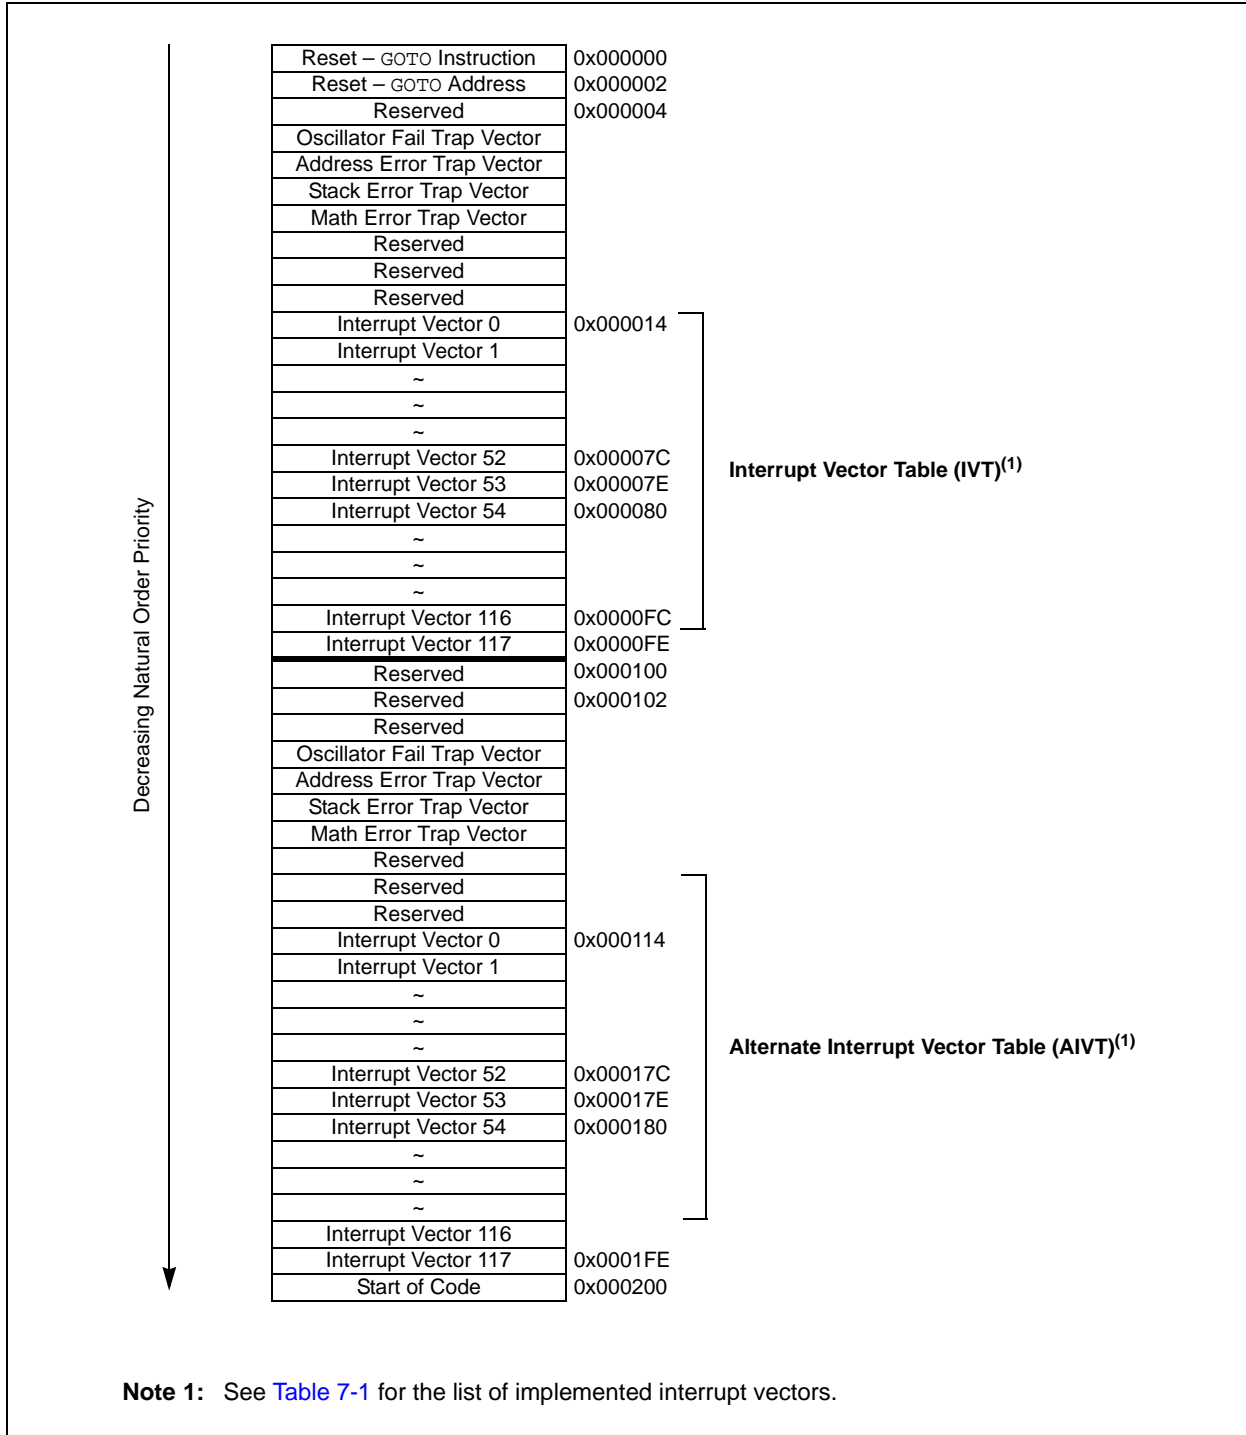 Reset – GOTO Instruction 0x000000
Reset – GOTO Address 0x000002
Reserved 0x000004
Oscillator Fail Trap Vector
Address Error Trap Vector
Stack Error Trap Vector
Math Error Trap Vector
Reserved
Reserved
Reserved
Interrupt Vector 0 0x000014
Interrupt Vector 1
~
~
~
Interrupt Vector 52 0x00007C
Interrupt Vector Table (IVT)(1)
Interrupt Vector 53 0x00007E
Interrupt Vector 54 0x000080
~
~
~
Interrupt Vector 116 0x0000FC
Interrupt Vector 117 0x0000FE
Decreasing Natural Order Priority
Reserved 0x000100
Reserved 0x000102
Reserved
Oscillator Fail Trap Vector
Address Error Trap Vector
Stack Error Trap Vector
Math Error Trap Vector
Reserved
Reserved
Reserved
Interrupt Vector 0 0x000114
Interrupt Vector 1
~
~
~
Alternate Interrupt Vector Table (AIVT)(1)
Interrupt Vector 52 0x00017C
Interrupt Vector 53 0x00017E
Interrupt Vector 54 0x000180
~
~
~
Interrupt Vector 116
Interrupt Vector 117 0x0001FE
Start of Code 0x000200
Note 1: See Table 7-1 for the list of implemented interrupt vectors.